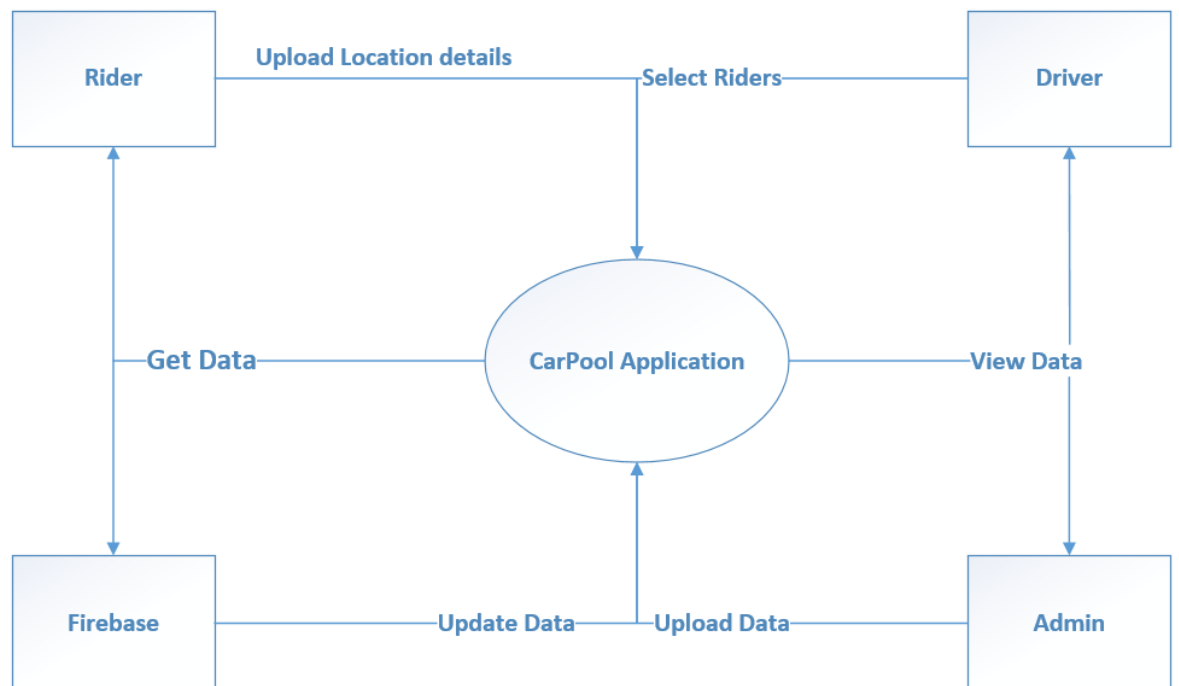 Upload Location details
Rider
Select Riders
Driver
Get Data
CarPool Application
View Data
Firebase
Update Data
Upload Data
Admin